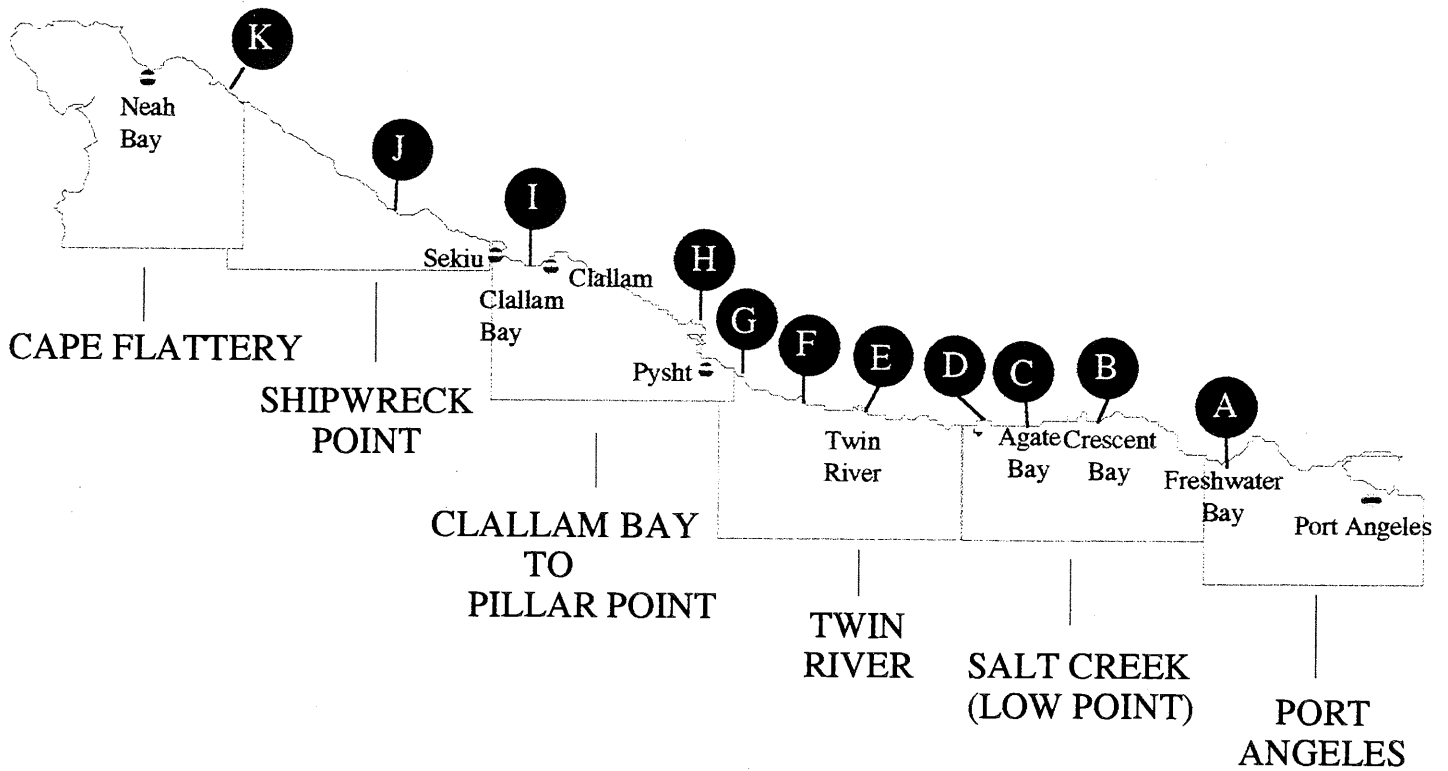 K
Neah
Bay
J
I
Sekiu
Clallam
Clallam
Bay
H
G
F
E
D
C
B
A
Pysht
Twin
River
Agate
Bay
Crescent
Bay
Freshwater
Bay
Port Angeles
CAPE FLATTERY
SHIPWRECK
POINT
CLALLAM BAY
TO
PILLAR POINT
TWIN
RIVER
SALT CREEK
(LOW POINT)
PORT
ANGELES